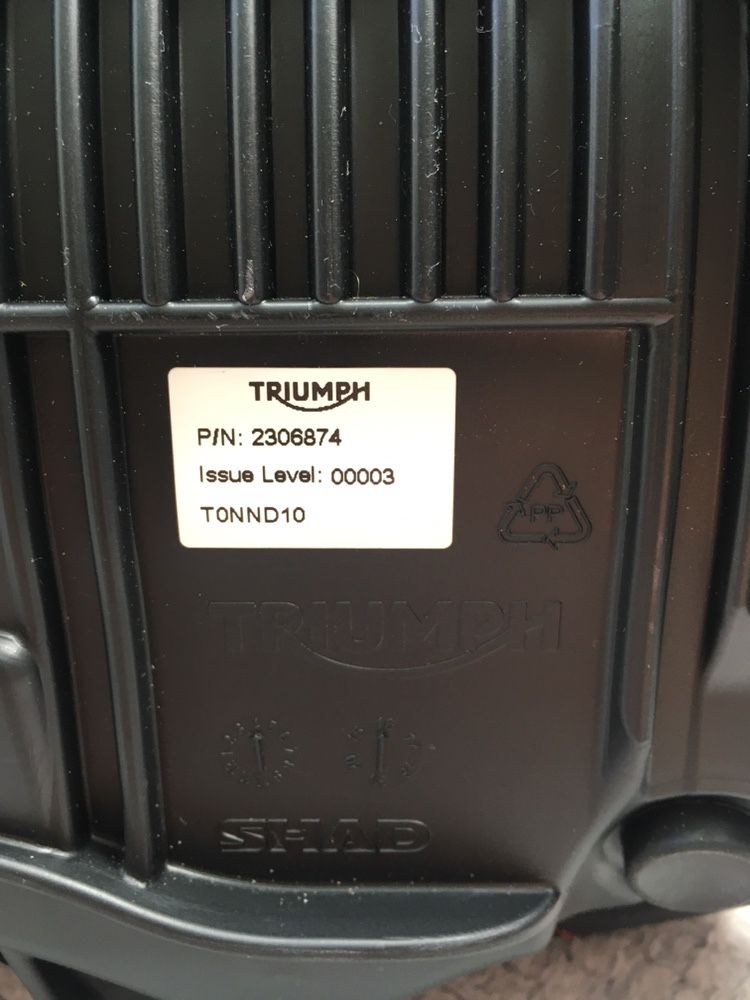 TRIUMPH
P/N: 2306874
Issue Level: 00003
T0NND10
PP
TRIUMPH
SHAD